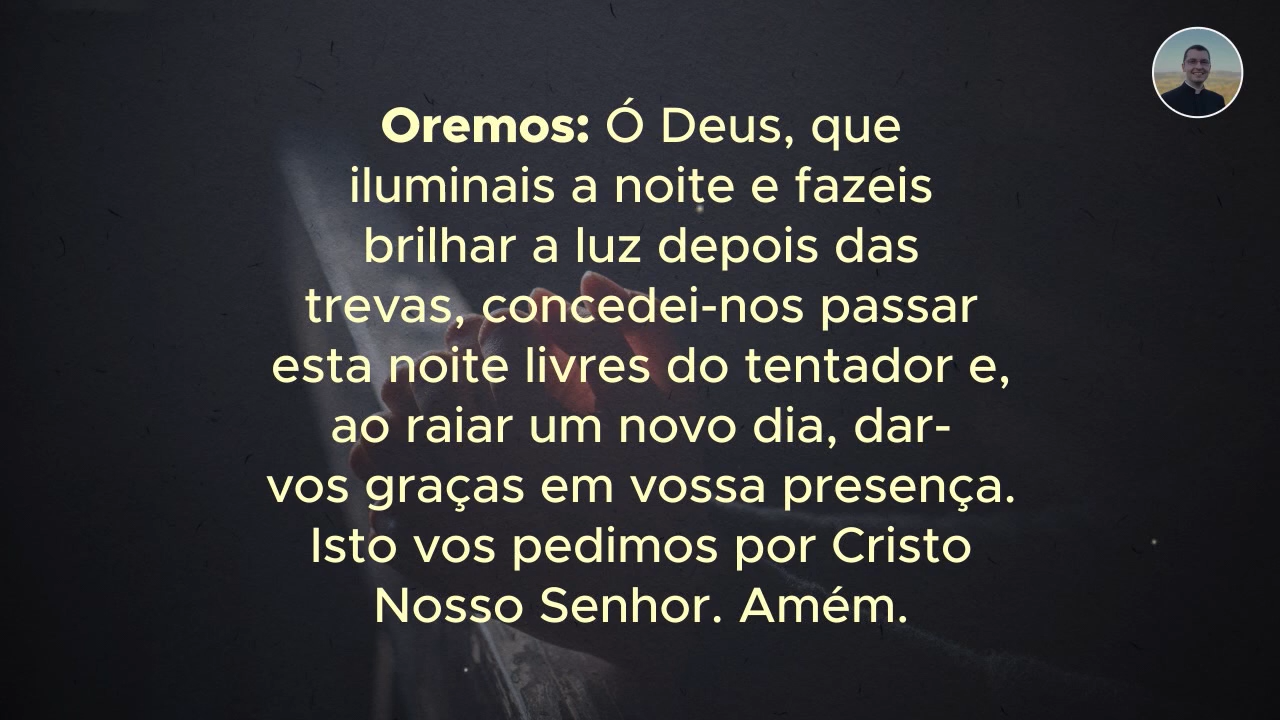 Oremos: Ó Deus, que
iluminais a noite e fazeis
brilhar a luz depois das
trevas, concedei-nos passar
esta noite livres do tentador e,
ao raiar um novo dia, dar-
vos graças em vossa presença.
Isto vos pedimos por Cristo
Nosso Senhor. Amém.